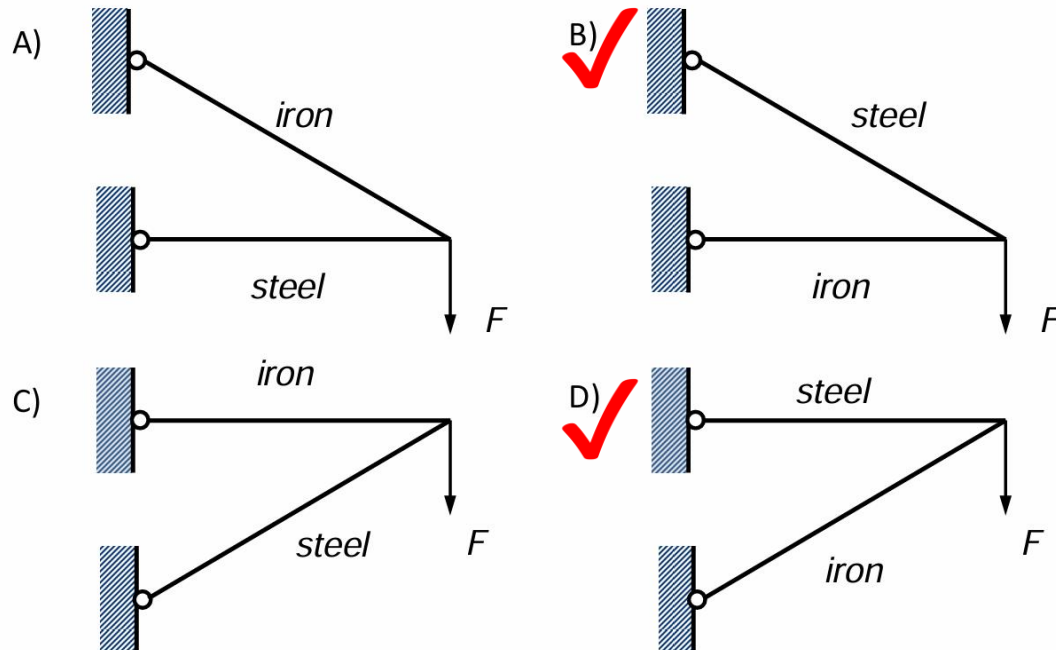 A)
iron
steel
F
B)
steel
iron
F
C)
iron
steel
F
D)
steel
iron
F